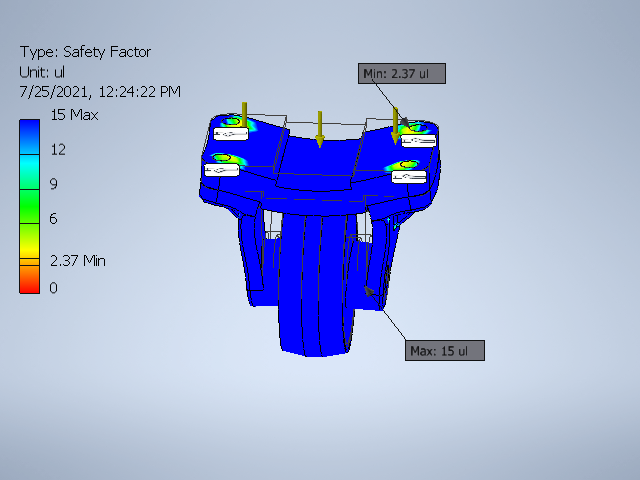 Type: Safety Factor
Unit: ul
7/25/2021, 12:24:22 PM
15 Max
12
9
6
2.37 Min
0
Min: 2.37 ul
Max: 15 ul